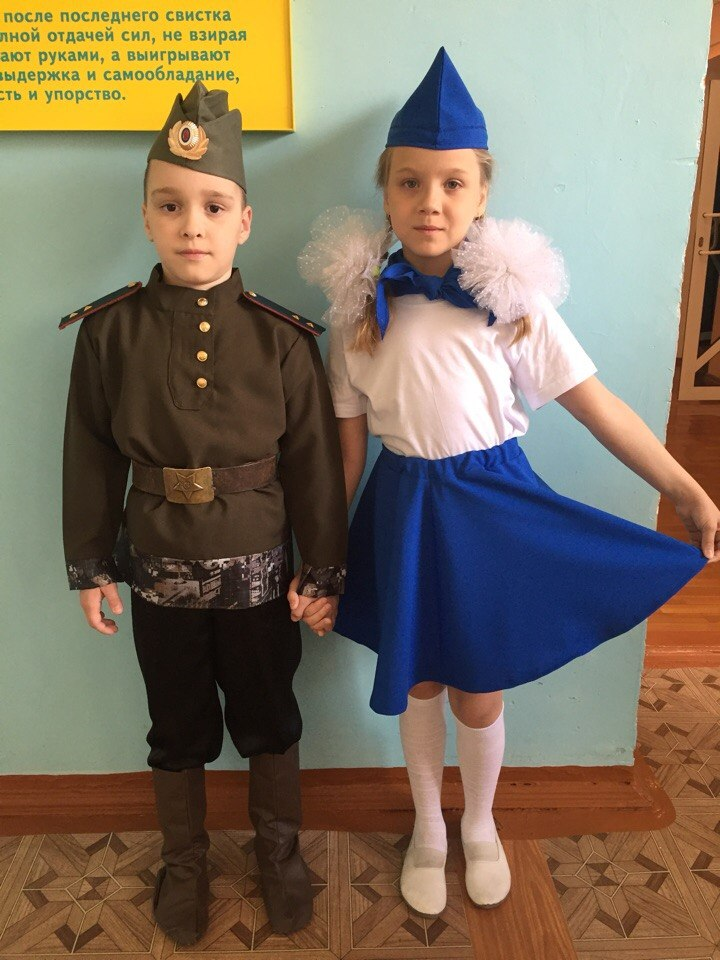 после последнего свистка
лной отдачей сил, не взирая
ают руками, а выигрывают
выдержка и самообладание,
сть и упорство.